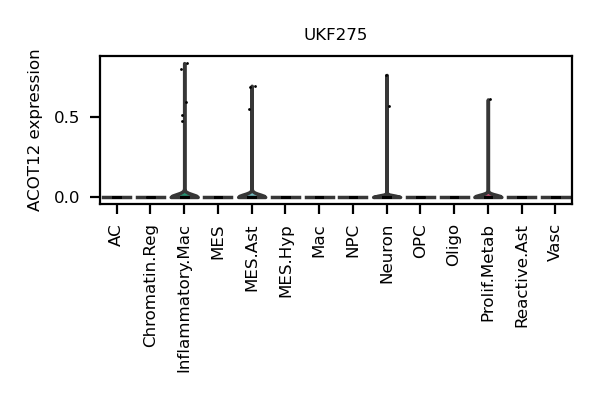 UKF275
ACOT12 expression
0.5
0.0
AC
Chromatin.Reg
Inflammatory.Mac
MES
MES.Ast
MES.Hyp
Mac
NPC
Neuron
OPC
Oligo
Prolif.Metab
Reactive.Ast
Vasc